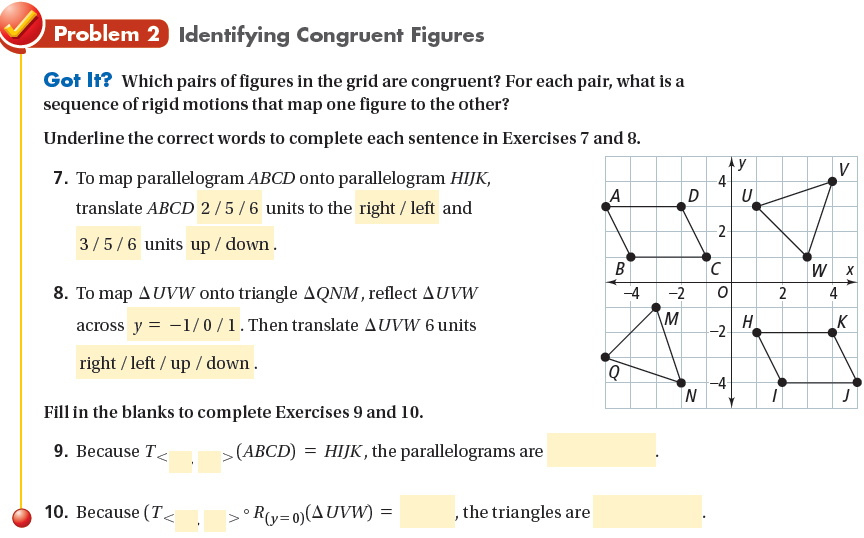 Problem 2 Identifying Congruent Figures
Got It? Which pairs of figures in the grid are congruent? For each pair, what is a
sequence of rigid motions that map one figure to the other?
Underline the correct words to complete each sentence in Exercises 7 and 8.
7. To map parallelogram ABCD onto parallelogram HIJK,
translate ABCD 2 / 5 / 6 units to the right / left and
3 / 5 / 6 units up / down.
8. To map ΔUVW onto triangle ΔQNM, reflect ΔUVW
across y = −1 / 0 / 1. Then translate ΔUVW 6 units
right / left / up / down.
y
4
V
A
D
U
2
B
C
W
x
−4
−2
O
2
4
M
−2
H
K
Q
−4
N
I
J
Fill in the blanks to complete Exercises 9 and 10.
9. Because T< , >(ABCD) = HIJK, the parallelograms are .
10. Because (T< , > ∘ R(y=0)(ΔUVW) = , the triangles are .